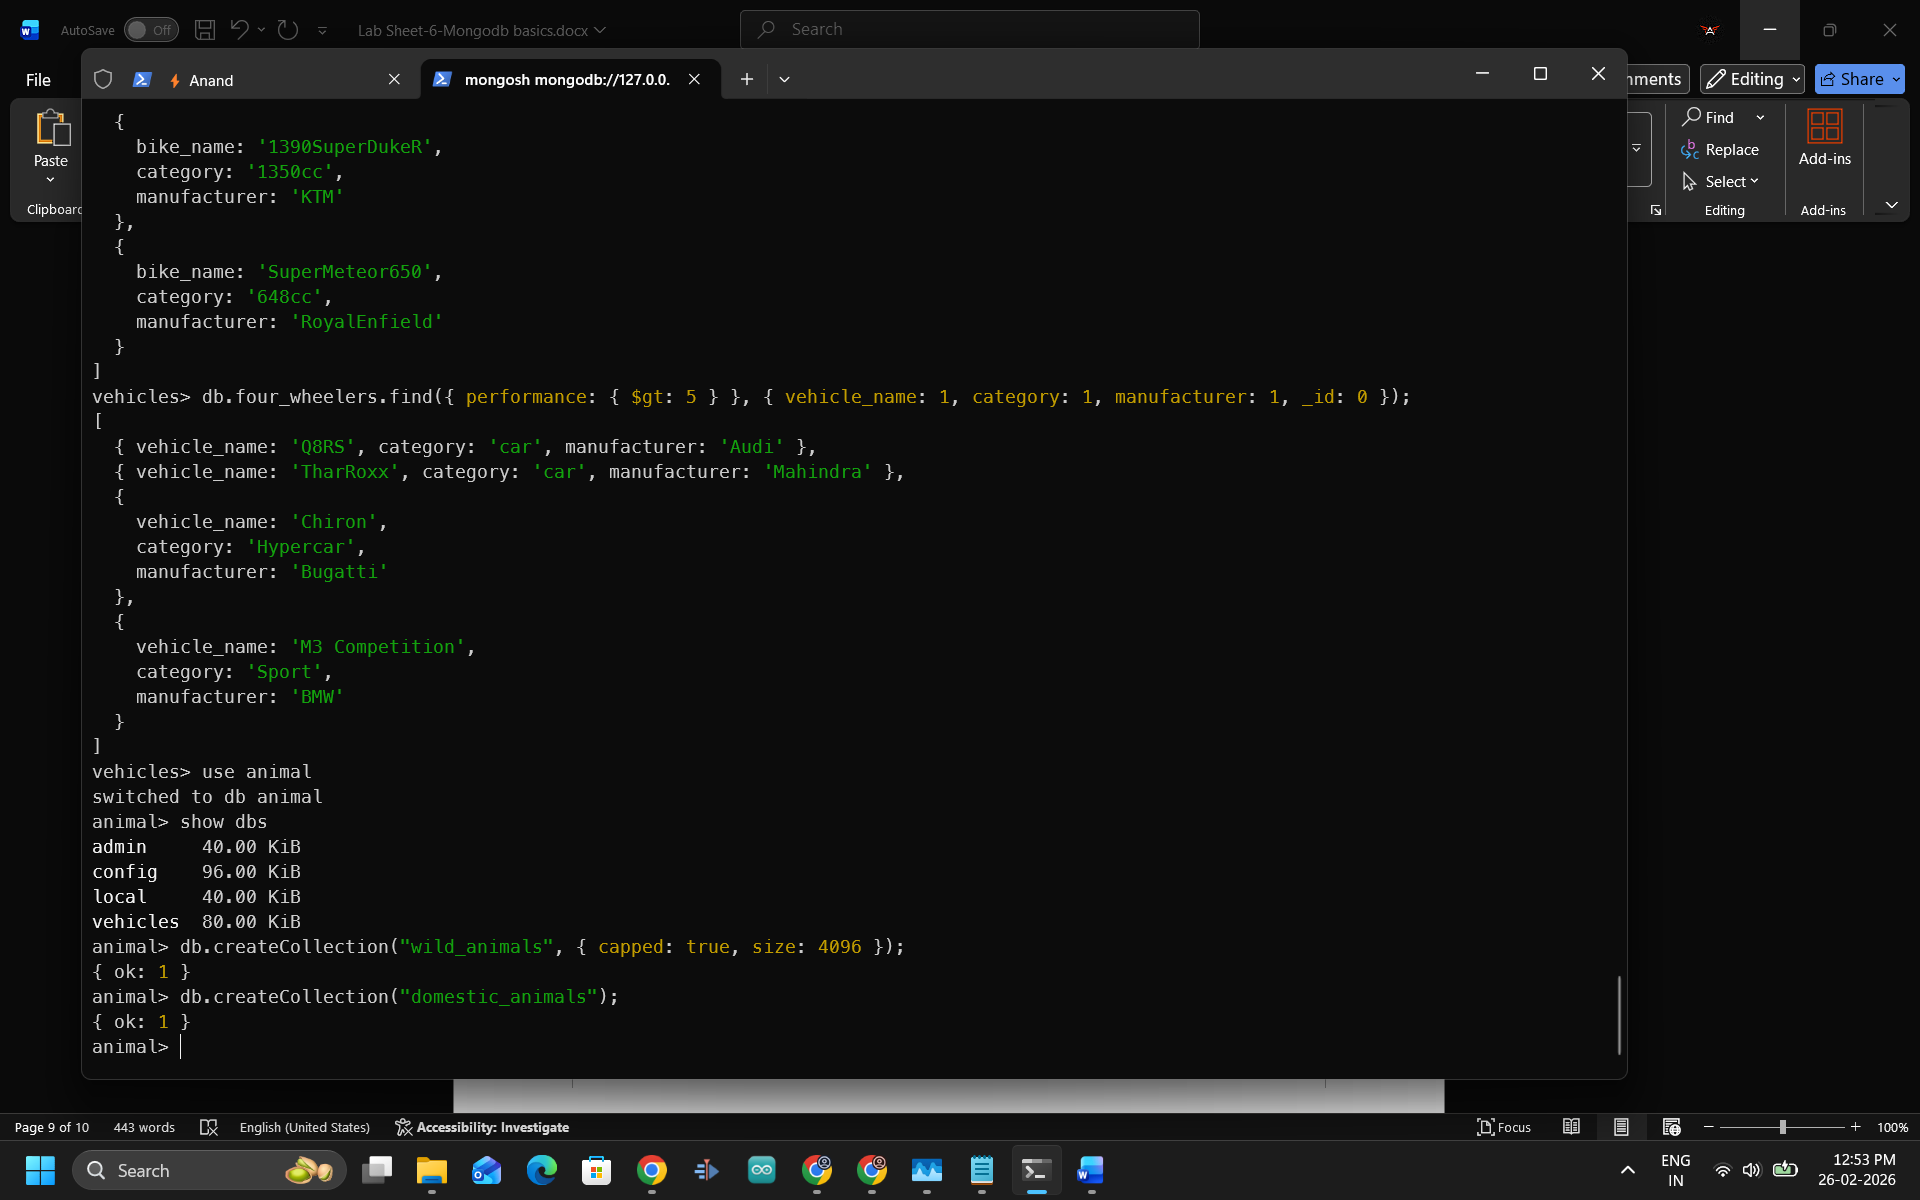 AutoSave Off Lab Sheet-6-Mongodb basics.docx Search
File Anand mongosh mongodb://127.0.0. Editing Share
Paste
Clipboard
Find
Replace
Select
Editing
Add-ins
Add-ins
{
bike_name: '1390SuperDukeR',
category: '1350cc',
manufacturer: 'KTM'
},
{
bike_name: 'SuperMeteor650',
category: '648cc',
manufacturer: 'RoyalEnfield'
}
]
vehicles> db.four_wheelers.find({ performance: { $gt: 5 } }, { vehicle_name: 1, category: 1, manufacturer: 1, _id: 0 });
[
{ vehicle_name: 'Q8RS', category: 'car', manufacturer: 'Audi' },
{ vehicle_name: 'TharRoxx', category: 'car', manufacturer: 'Mahindra' },
{
vehicle_name: 'Chiron',
category: 'Hypercar',
manufacturer: 'Bugatti'
},
{
vehicle_name: 'M3 Competition',
category: 'Sport',
manufacturer: 'BMW'
}
]
vehicles> use animal
switched to db animal
animal> show dbs
admin 40.00 KiB
config 96.00 KiB
local 40.00 KiB
vehicles 80.00 KiB
animal> db.createCollection("wild_animals", { capped: true, size: 4096 });
{ ok: 1 }
animal> db.createCollection("domestic_animals");
{ ok: 1 }
animal>
Page 9 of 10 443 words English (United States) Accessibility: Investigate Focus 100%
Search ENG 12:53 PM
IN 26-02-2026